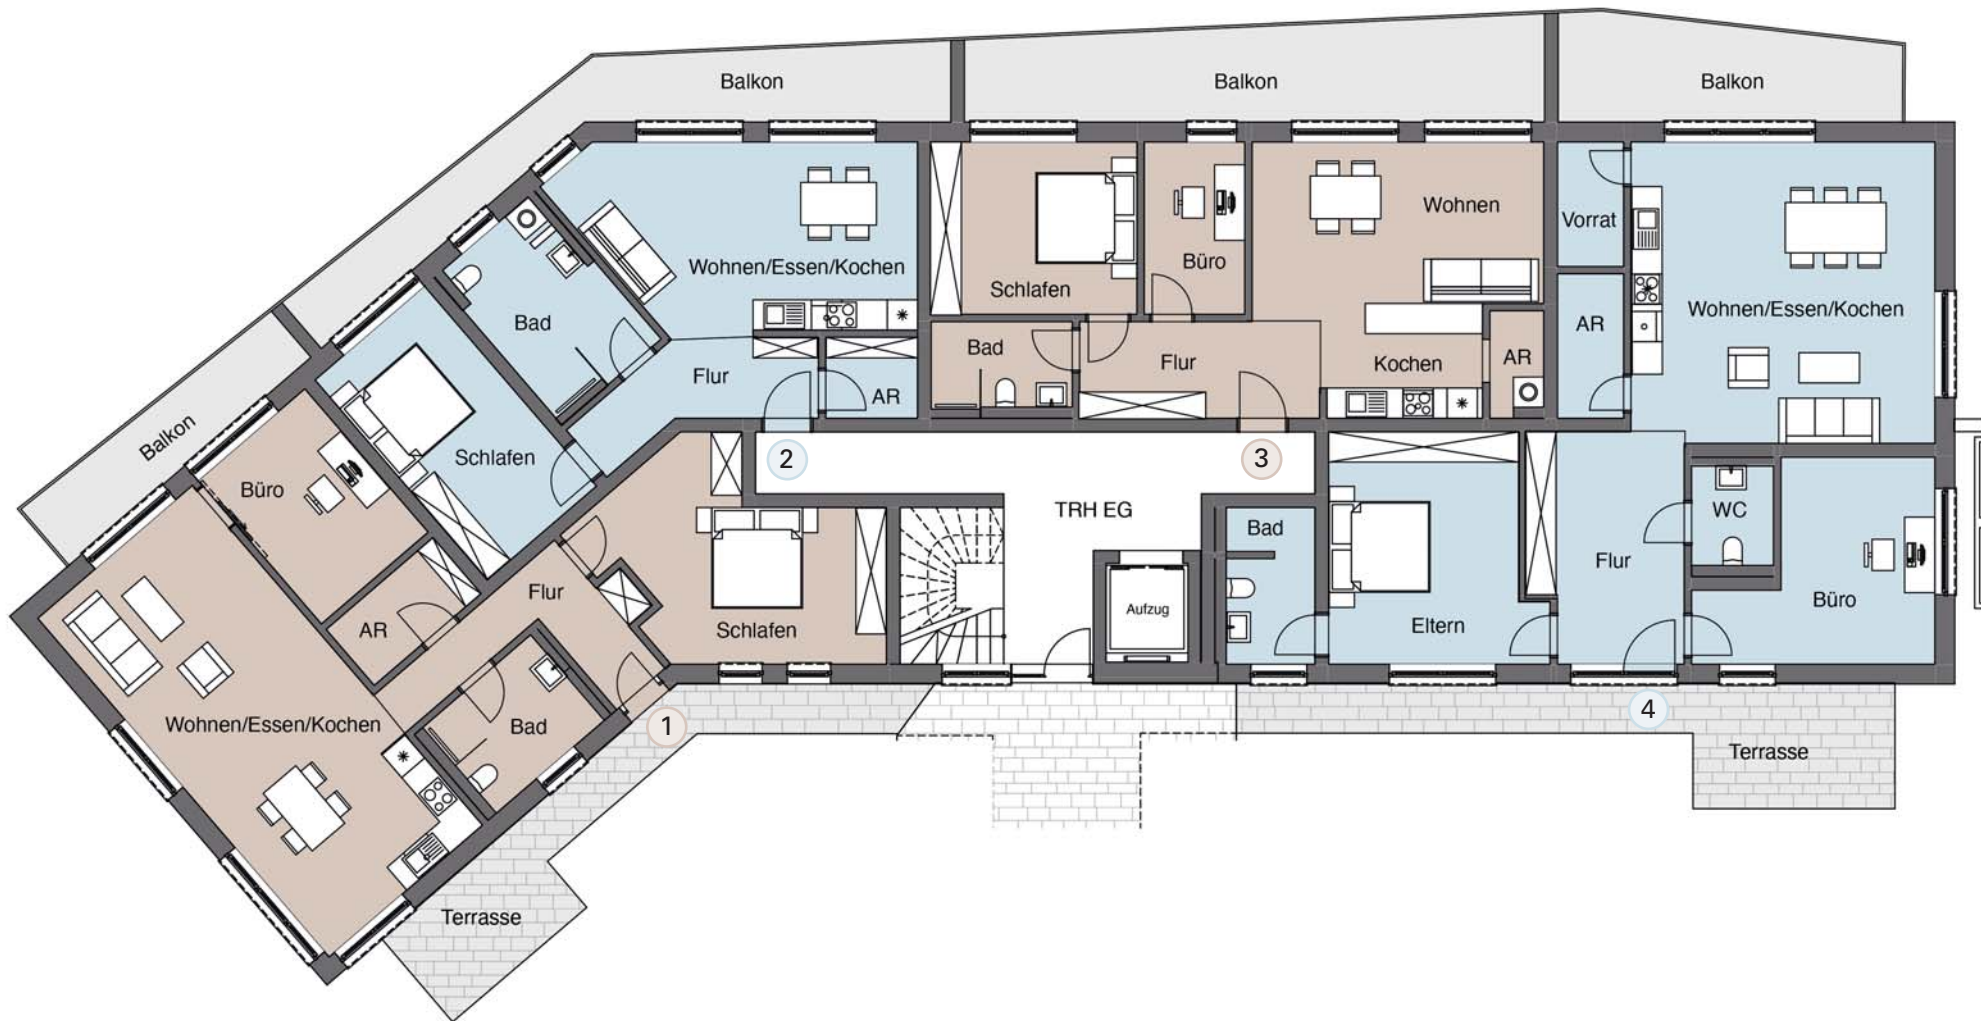 Balkon
Balkon
Balkon
Wohnen
Vorrat
Büro
Wohnen/Essen/Kochen
Schlafen
Bad
Wohnen/Essen/Kochen
AR
Bad
Kochen
AR
Flur
Flur
AR
Balkon
Schlafen
2
3
Büro
TRH EG
WC
Bad
Flur
Flur
Büro
Aufzug
AR
Schlafen
Eltern
4
Wohnen/Essen/Kochen
Bad
1
Terrasse
Terrasse